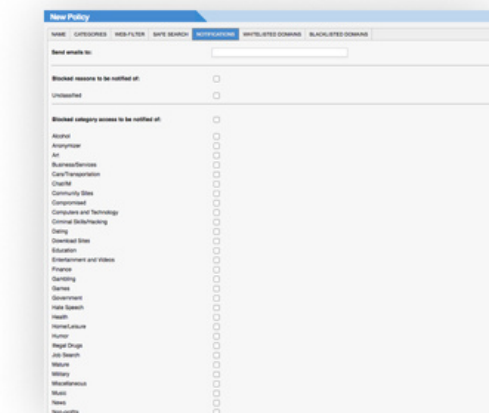 New Policy
NAME CATEGORIES WEB-FILTER SAFE SEARCH NOTIFICATIONS WHITELISTED DOMAINS BLACKLISTED DOMAINS
Send emails to:
Blocked reasons to be notified of:
Unclassified
Blocked category access to be notified of:
Alcohol
Anonymizer
Art
Business/Services
Cars/Transportation
Chat/IM
Community Sites
Compromised
Computers and Technology
Criminal Skills/Hacking
Dating
Download Sites
Education
Entertainment and Videos
Finance
Gambling
Games
Government
Hate Speech
Health
Home/Leisure
Humor
Illegal Drugs
Job Search
Mature
Military
Miscellaneous
Music
News
Non-profits